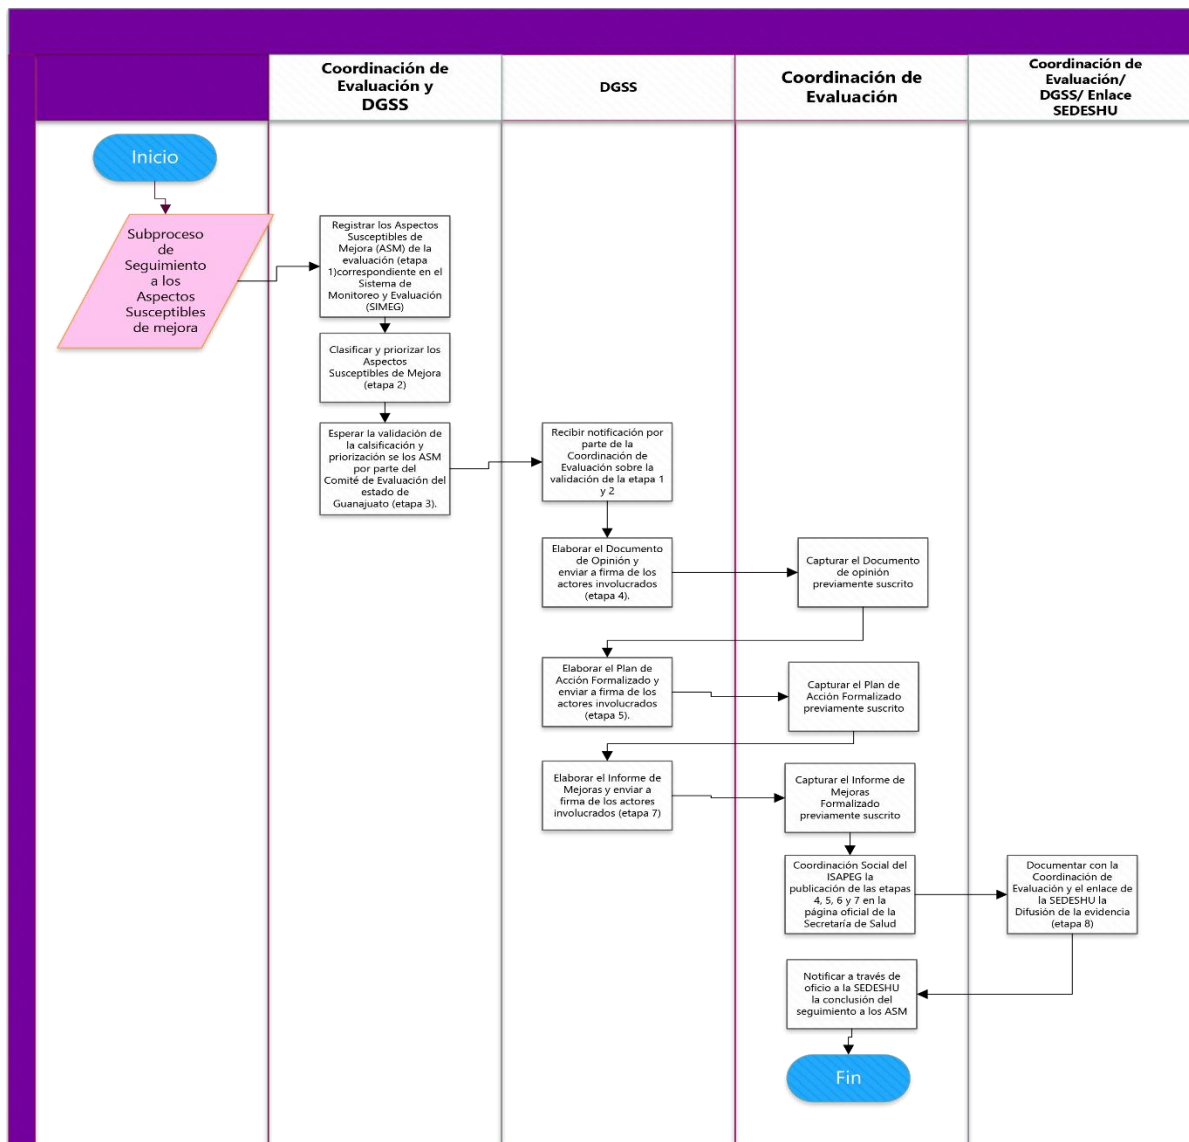 Coordinación de
Evaluación y
DGSS
DGSS
Coordinación de
Evaluación
Coordinación de
Evaluación/
DGSS/ Enlace
SEDESHU
Inicio
Subproceso
de
Seguimiento
a los
Aspectos
Susceptibles
de mejora
Registrar los Aspectos
Susceptibles de
Mejora (ASM) de la
evaluación (etapa
1)correspondiente en el
Sistema de
Monitoreo y Evaluación
(SIMEG)
Clasificar y priorizar los
Aspectos
Susceptibles de Mejora
(etapa 2)
Esperar la validación de
la calsificación y
priorización se los ASM
por parte del
Comité de Evaluación del
estado de
Guanajuato (etapa 3).
Recibir notificación por
parte de la
Coordinación de
Evaluación sobre la
validación de la etapa 1
y 2
Elaborar el Documento
de Opinión y
enviar a firma de los
actores involucrados
(etapa 4).
Capturar el Documento
de opinión
previamente suscrito
Elaborar el Plan de
Acción Formalizado y
enviar a firma de los
actores involucrados
(etapa 5).
Capturar el Plan de
Acción Formalizado
previamente suscrito
Elaborar el Informe de
Mejoras y enviar a
firma de los actores
involucrados (etapa 7)
Capturar el Informe de
Mejoras
Formalizado
previamente suscrito
Coordinación Social del
ISAPEG la
publicación de las etapas
4, 5, 6 y 7 en la
página oficial de la
Secretaría de Salud
Documentar con la
Coordinación de
Evaluación y el enlace de
la SEDESHU la
Difusión de la evidencia
(etapa 8)
Notificar a través de
oficio a la SEDESHU
la conclusión del
seguimiento a los ASM
Fin